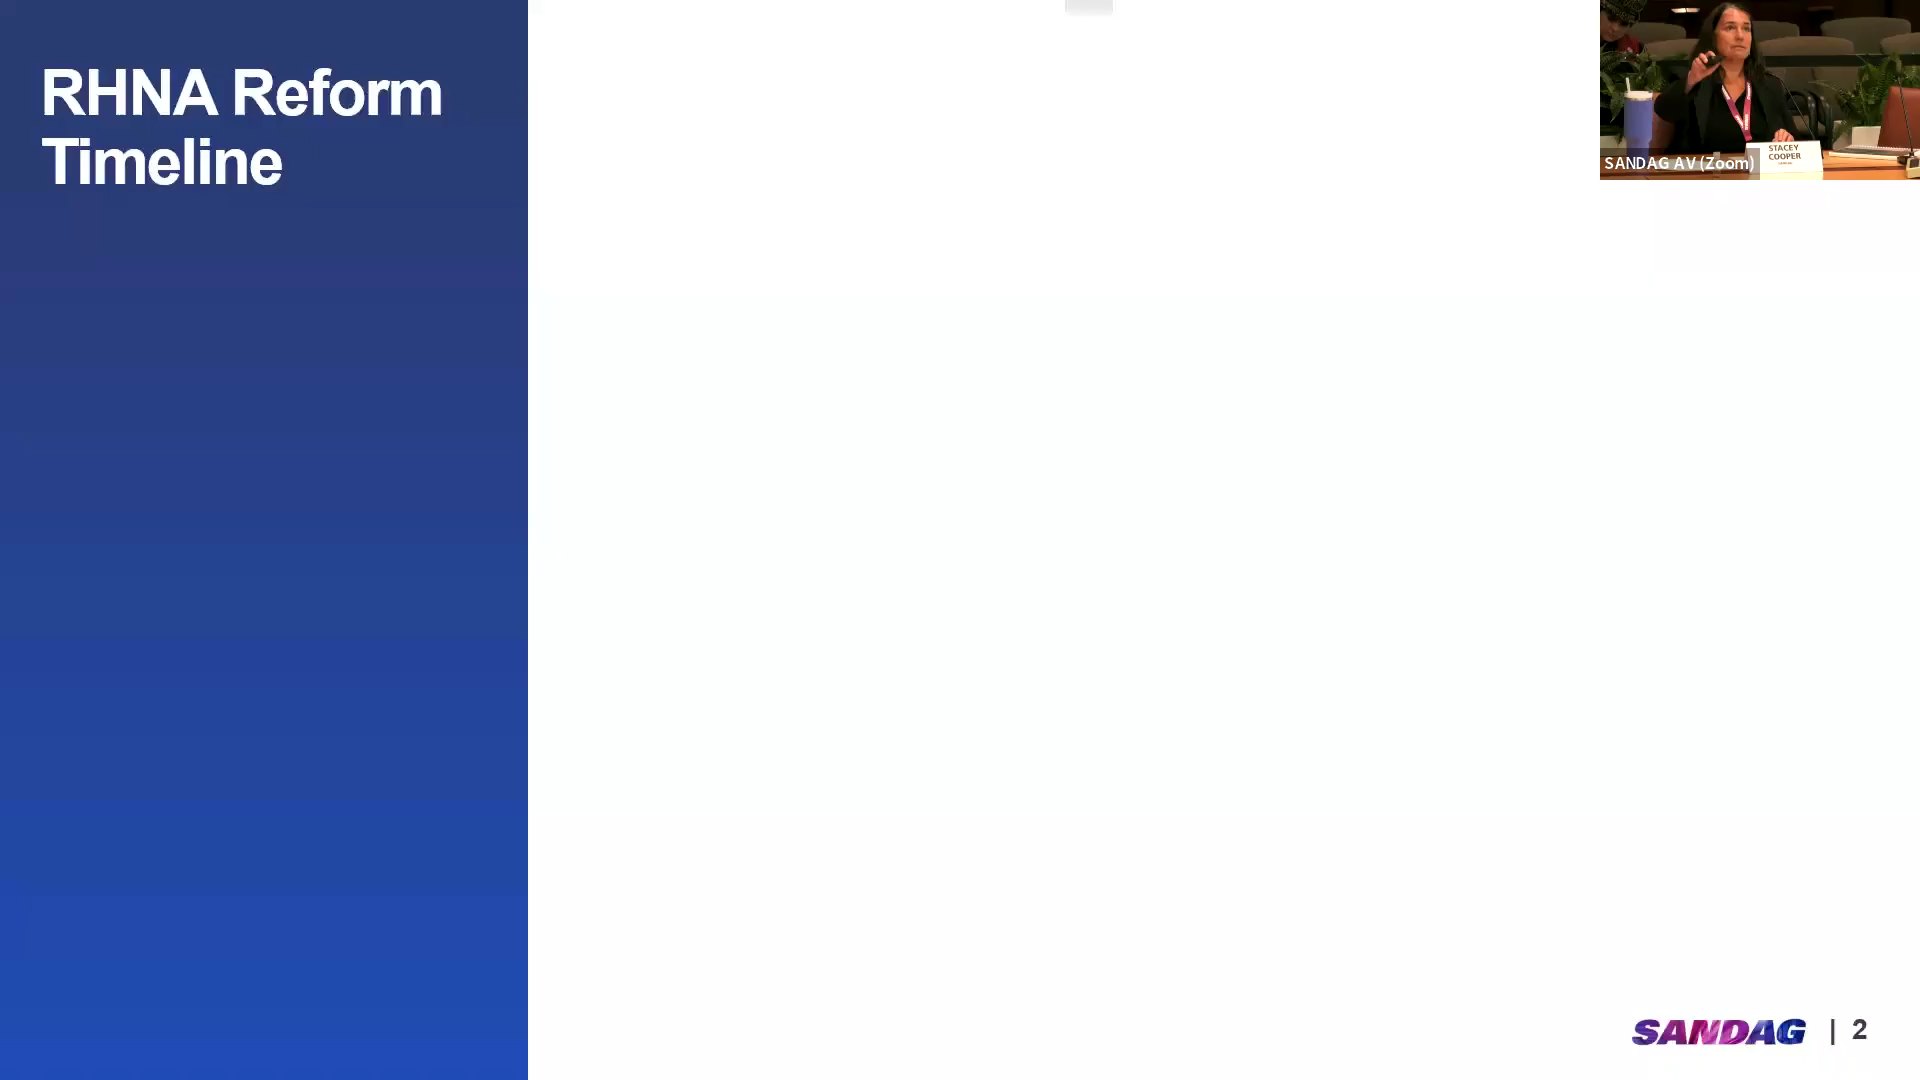 RHNA Reform
Timeline
STACEY
COOPER
SANDAG AV (Zoom)
SANDAG | 2